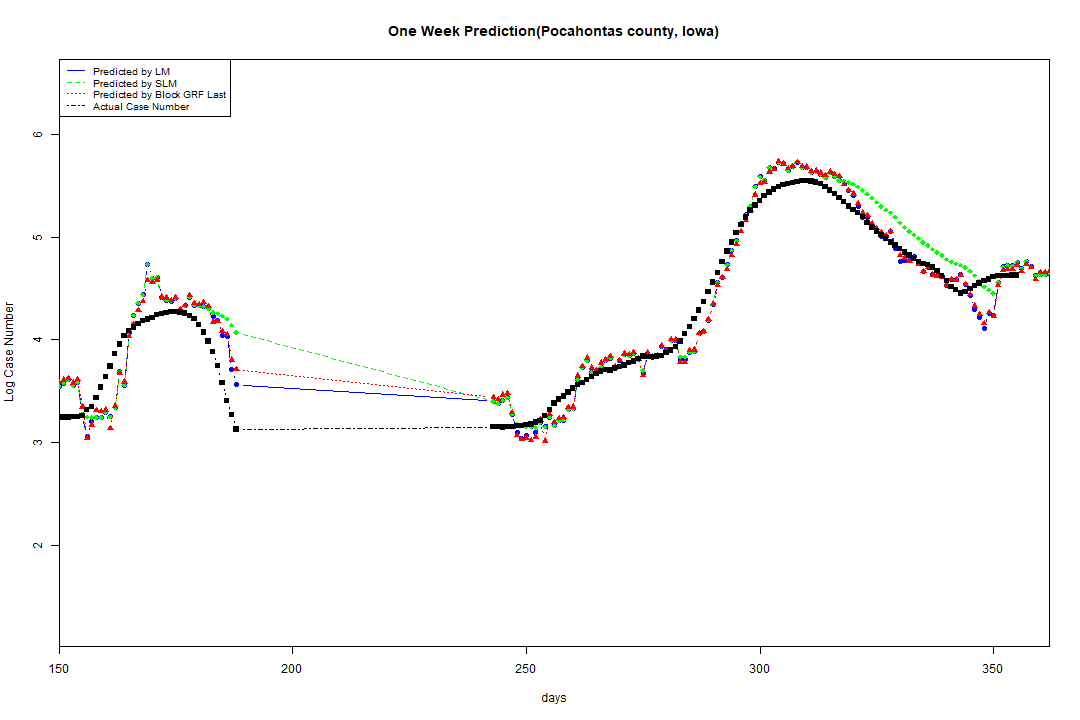 One Week Prediction(Pocahontas county, Iowa)
Predicted by LM
Predicted by SLM
Predicted by Block GRF Last
Actual Case Number
6
5
4
3
2
Log Case Number
150
200
250
300
350
days